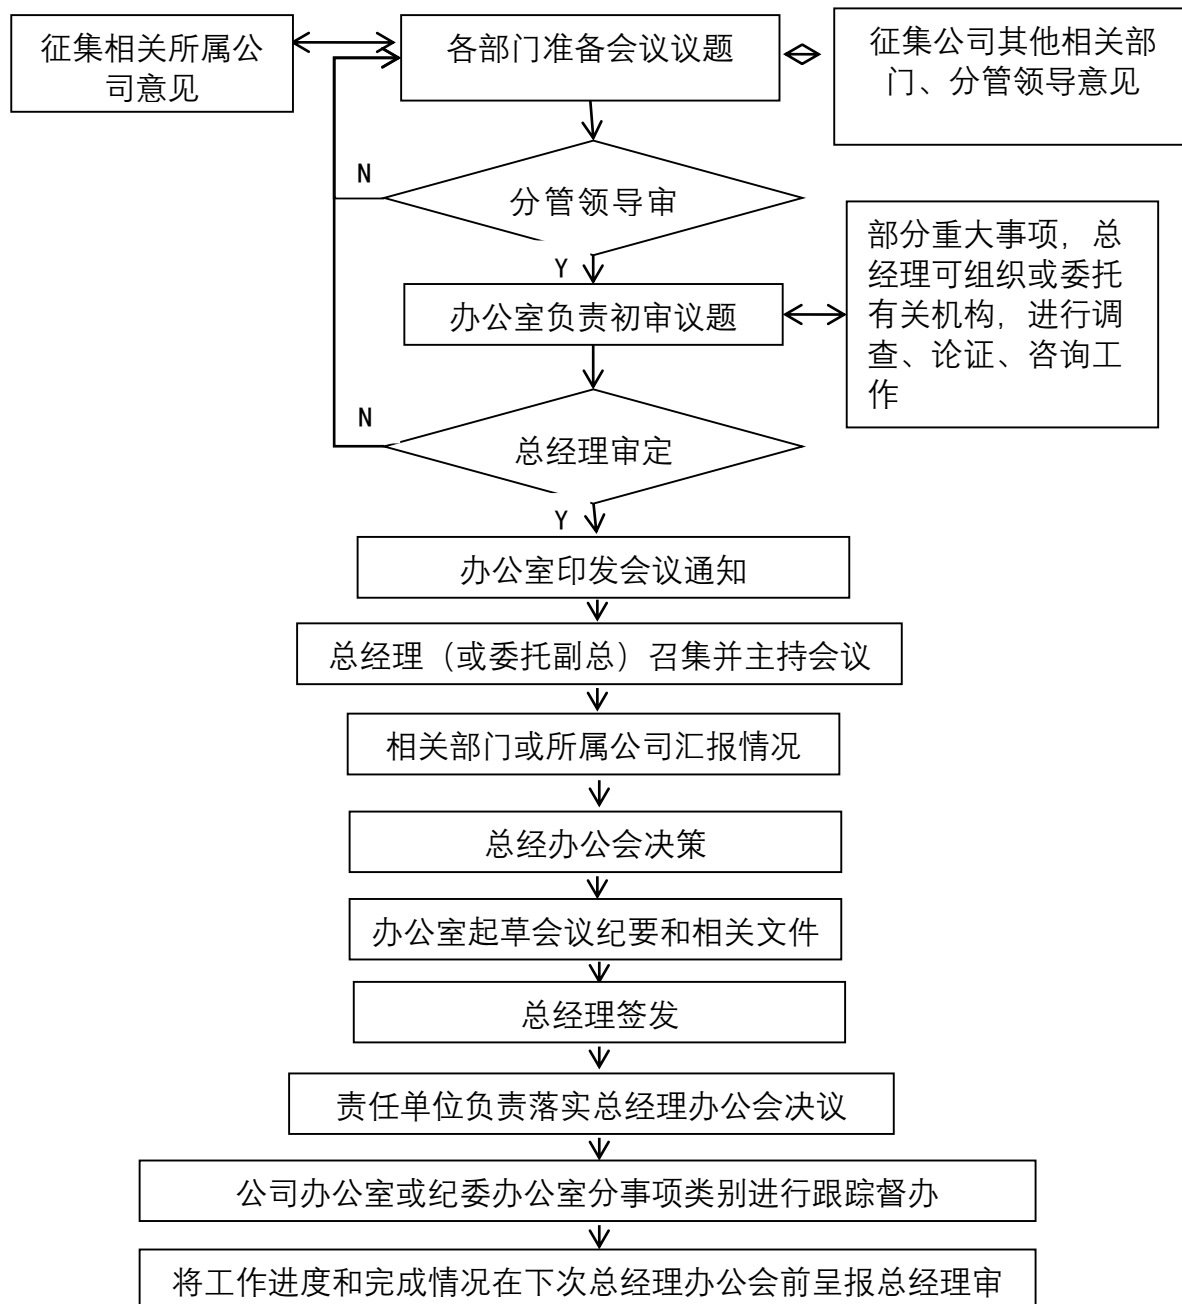 征集相关所属公
司意见
各部门准备会议议题
征集公司其他相关部
门、分管领导意见
N
分管领导审
部分重大事项，总
经理可组织或委托
有关机构，进行调
查、论证、咨询工
作
Y
办公室负责初审议题
N
总经理审定
Y
办公室印发会议通知
总经理（或委托副总）召集并主持会议
相关部门或所属公司汇报情况
总经办公会决策
办公室起草会议纪要和相关文件
总经理签发
责任单位负责落实总经理办公会决议
公司办公室或纪委办公室分事项类别进行跟踪督办
将工作进度和完成情况在下次总经理办公会前呈报总经理审